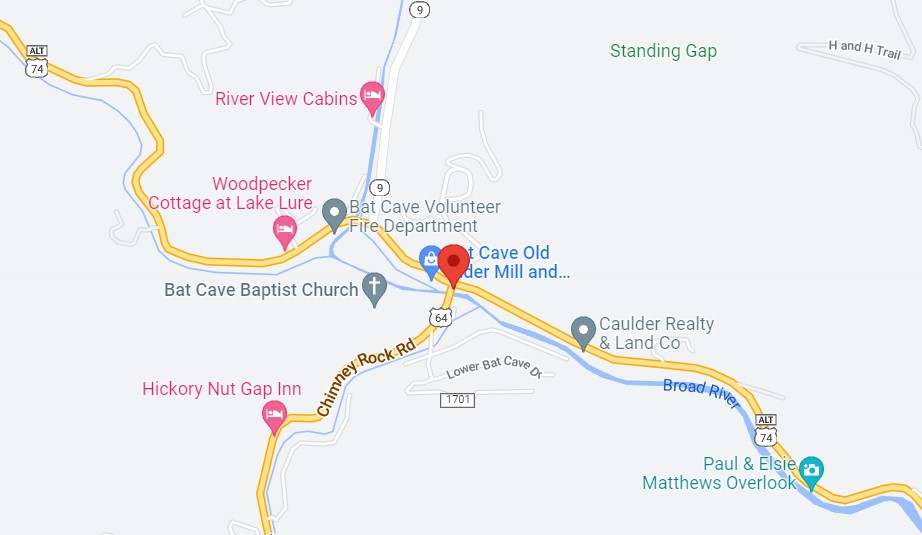 9
ALT
74
Standing Gap
H and H Trail
River View Cabins
9
Woodpecker
Cottage at Lake Lure
Bat Cave Volunteer
Fire Department
Cave Old
Mill and...
Bat Cave Baptist Church
64
Caulder Realty
& Land Co
Chimney Rock Rd
Lower Bat Cave Dr
Hickory Nut Gap Inn
1701
Broad River
ALT
74
Paul & Elsie
Matthews Overlook